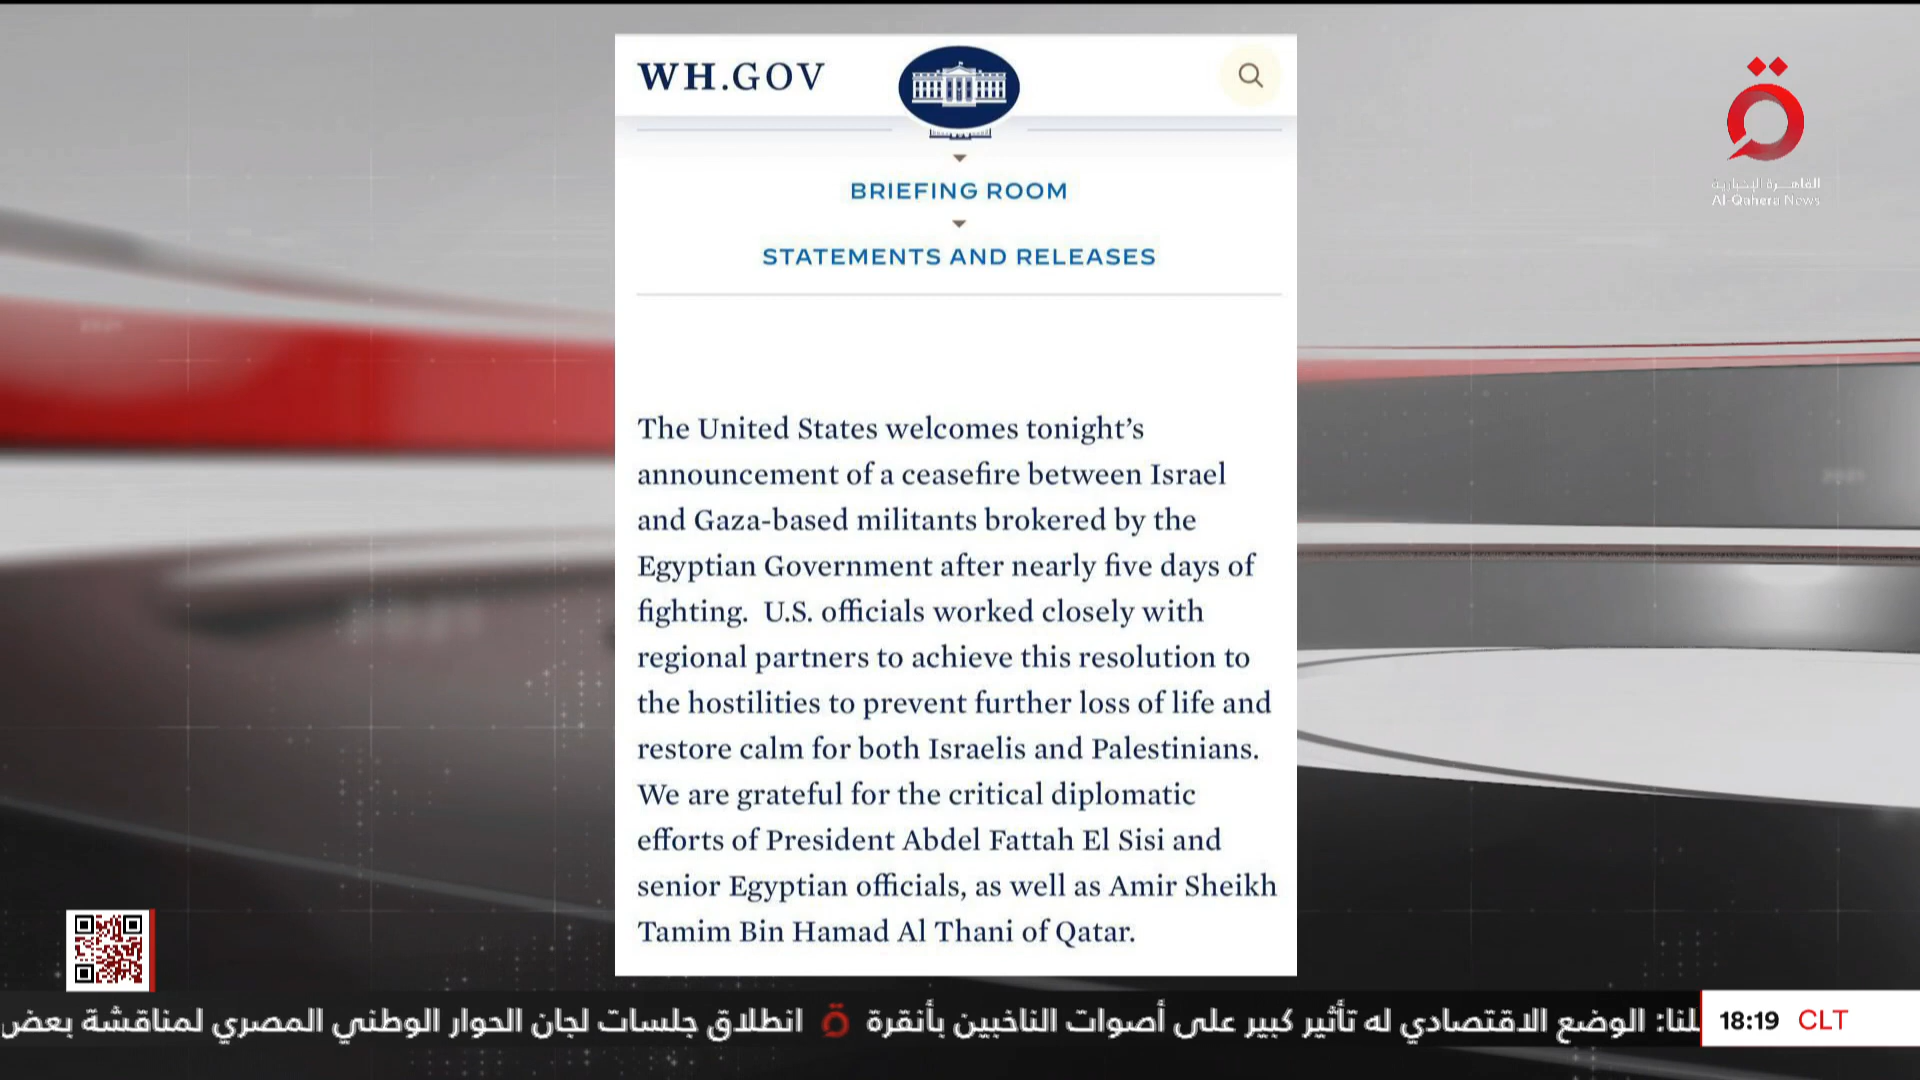 WH.GOV
BRIEFING ROOM
STATEMENTS AND RELEASES
The United States welcomes tonight's
announcement of a ceasefire between Israel
and Gaza-based militants brokered by the
Egyptian Government after nearly five days of
fighting.  U.S. officials worked closely with
regional partners to achieve this resolution to
the hostilities to prevent further loss of life and
restore calm for both Israelis and Palestinians.
We are grateful for the critical diplomatic
efforts of President Abdel Fattah El Sisi and
senior Egyptian officials, as well as Amir Sheikh
Tamim Bin Hamad Al Thani of Qatar.
القاهرة الإخبارية
Al-Qahera News
لنا: الوضع الاقتصادي له تأثير كبير على أصوات الناخبين بأنقرة انطلاق جلسات لجان الحوار الوطني المصري لمناقشة بعض
18:19 CLT